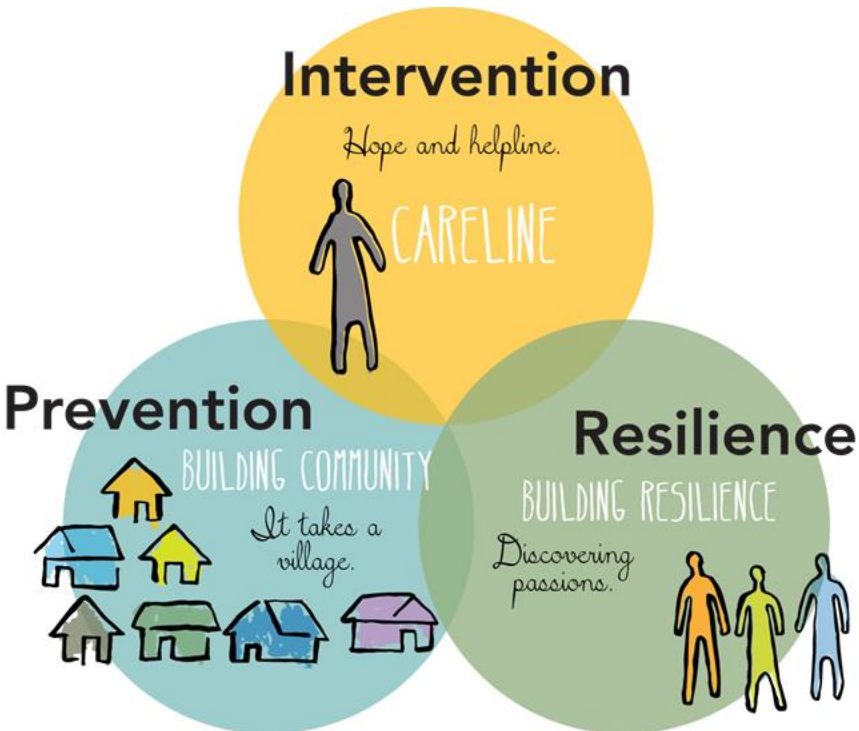 Intervention
Hope and helpline.
CARELINE
Prevention
BUILDING COMMUNITY
It takes a
village.
Resilience
BUILDING RESILIENCE
Discovering
passions.